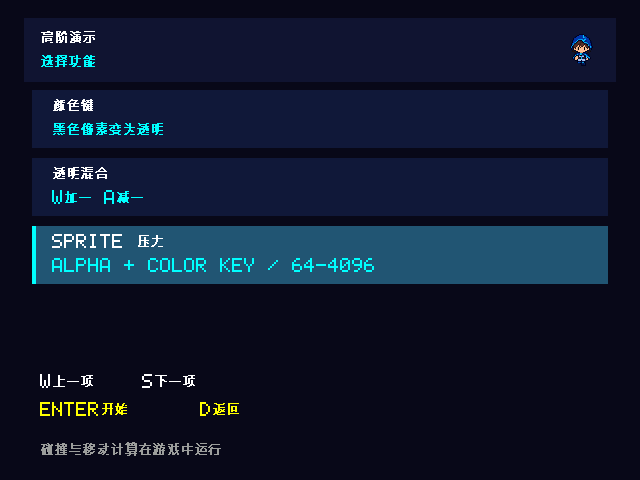 高阶演示
选择功能
颜色键
黑色像素变为透明
透明混合
W加一 A减一
SPRITE 压力
ALPHA + COLOR KEY / 64-4096
W上一项 S下一项
ENTER开始 D返回
碰撞与移动计算在游戏中运行